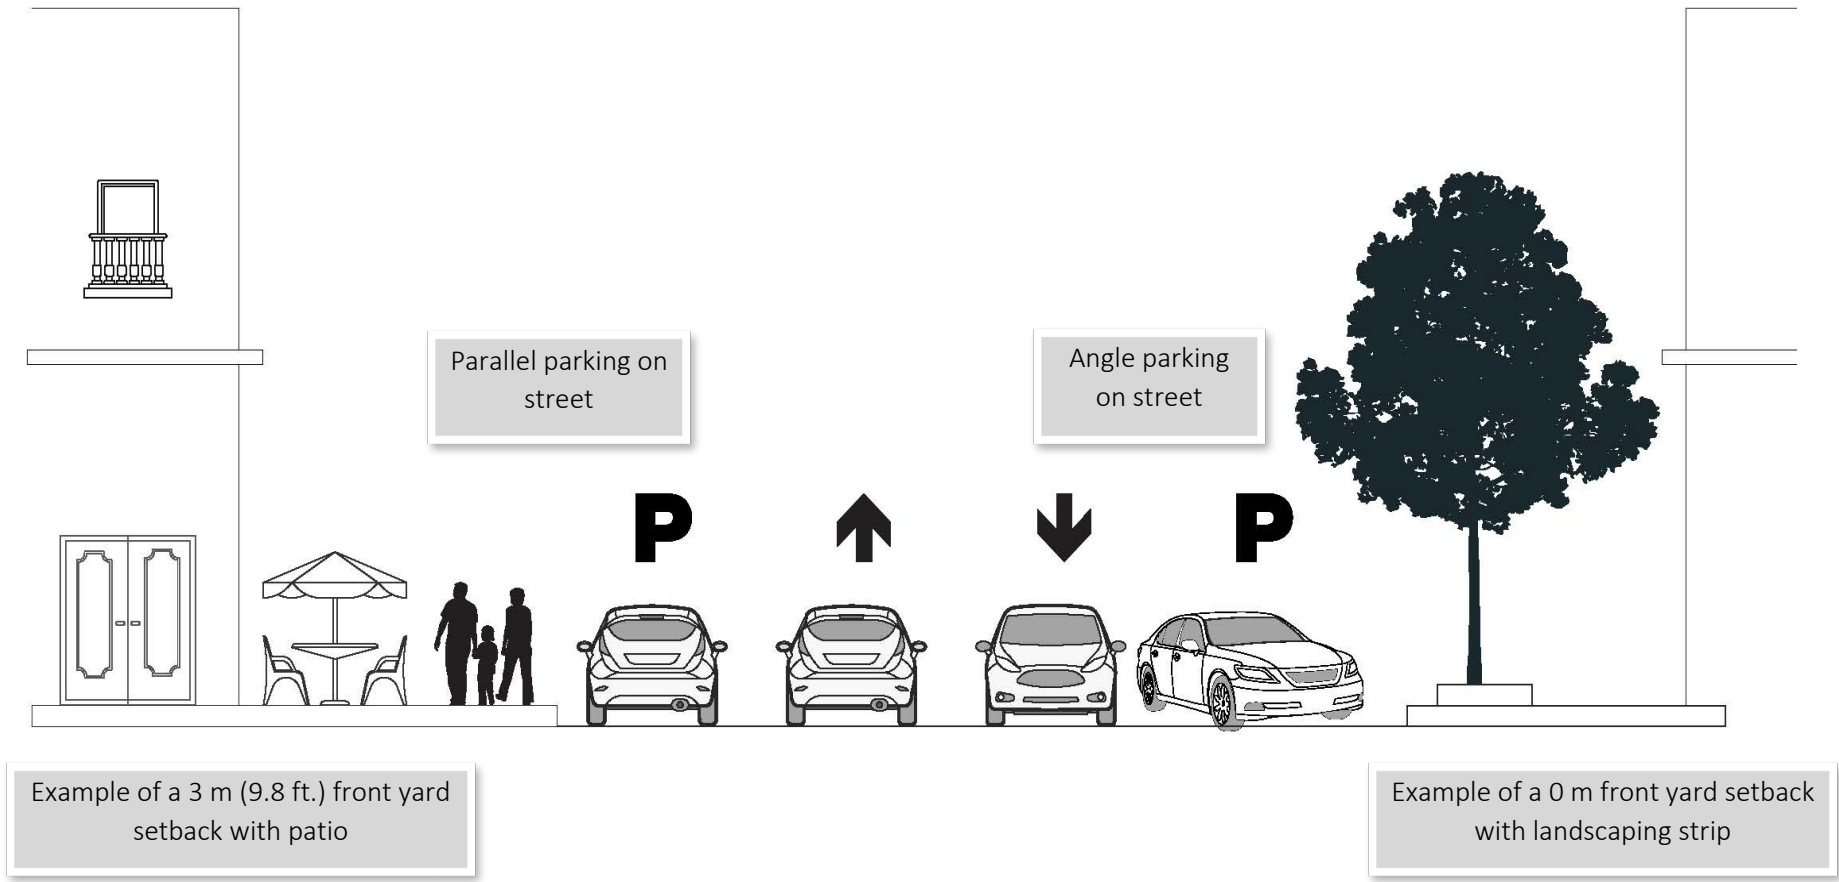 Parallel parking on
street
Angle parking
on street
P
P
Example of a 3 m (9.8 ft.) front yard
setback with patio
Example of a 0 m front yard setback
with landscaping strip